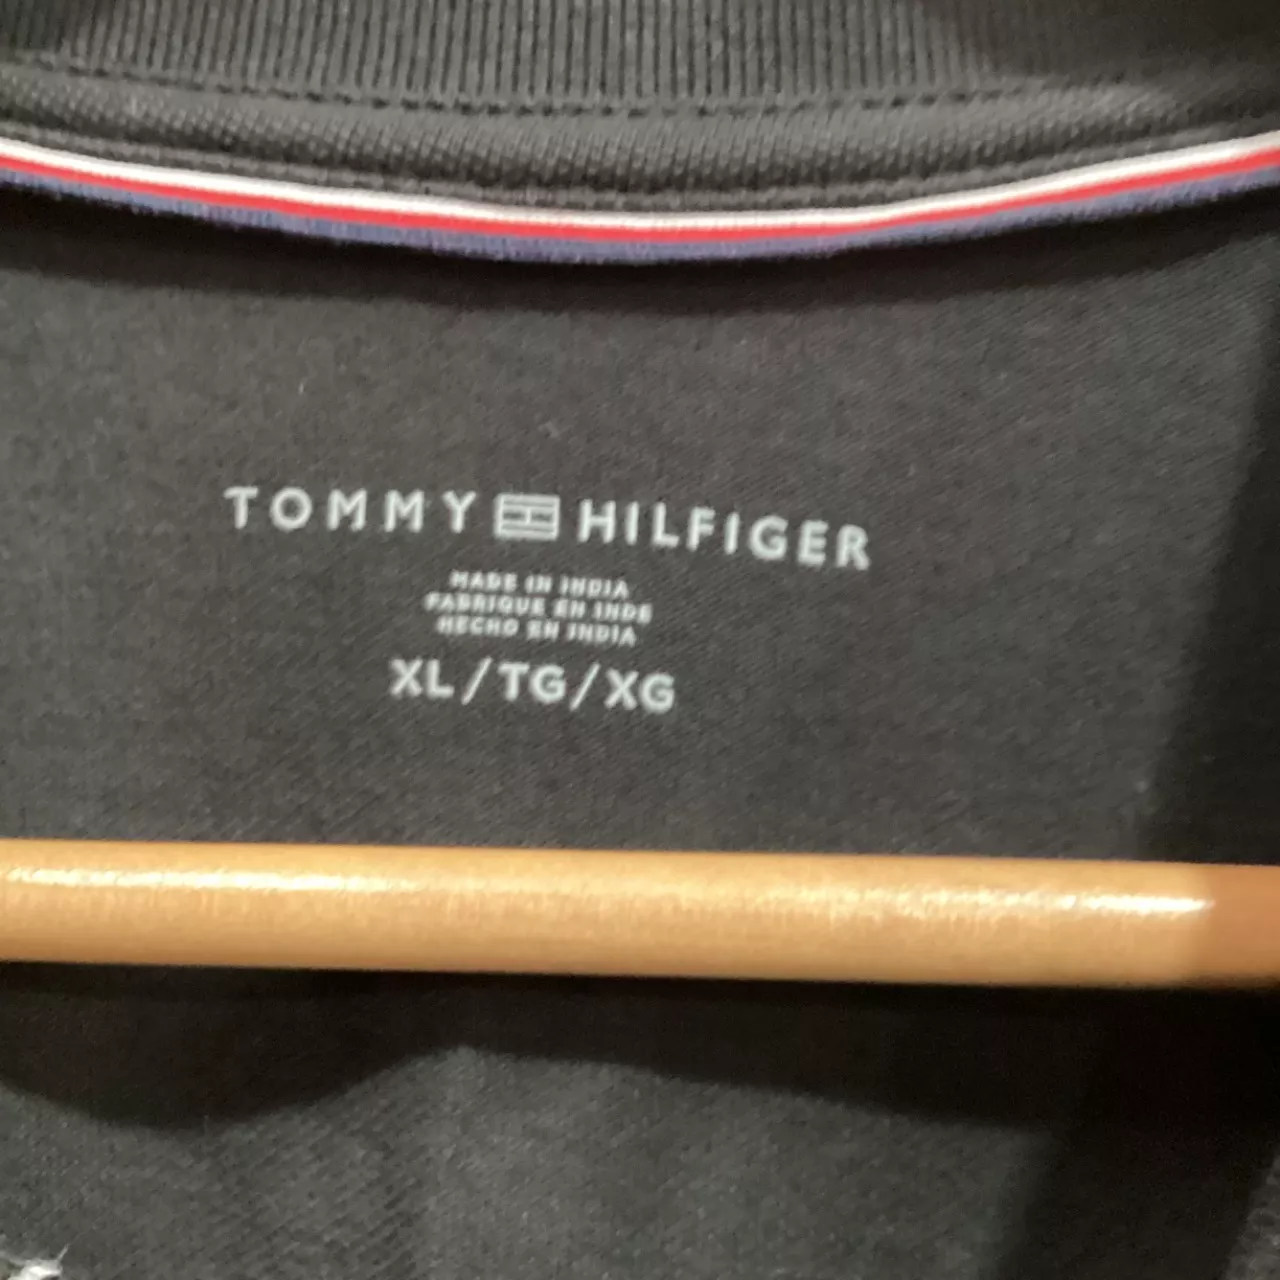 TOMMY HILFIGER
MADE IN INDIA
FABRIQUE EN INDE
HECHO EN INDIA
XL/TG/XG